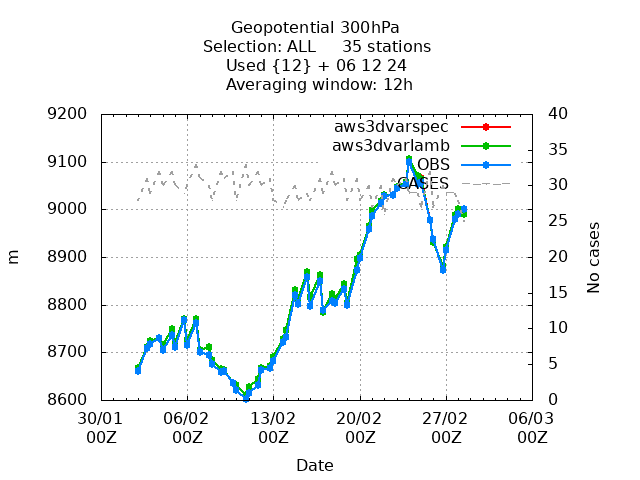 Geopotential 300hPa
Selection: ALL     35 stations
Used {12} + 06 12 24
Averaging window: 12h
9200
9100
9000
8900
8800
8700
8600
m
40
35
30
25
20
15
10
5
0
No cases
aws3dvarspec
aws3dvarlamb
OBS
CASES
30/01 06/02 13/02 20/02 27/02 06/03
00Z 00Z 00Z 00Z 00Z 00Z
Date